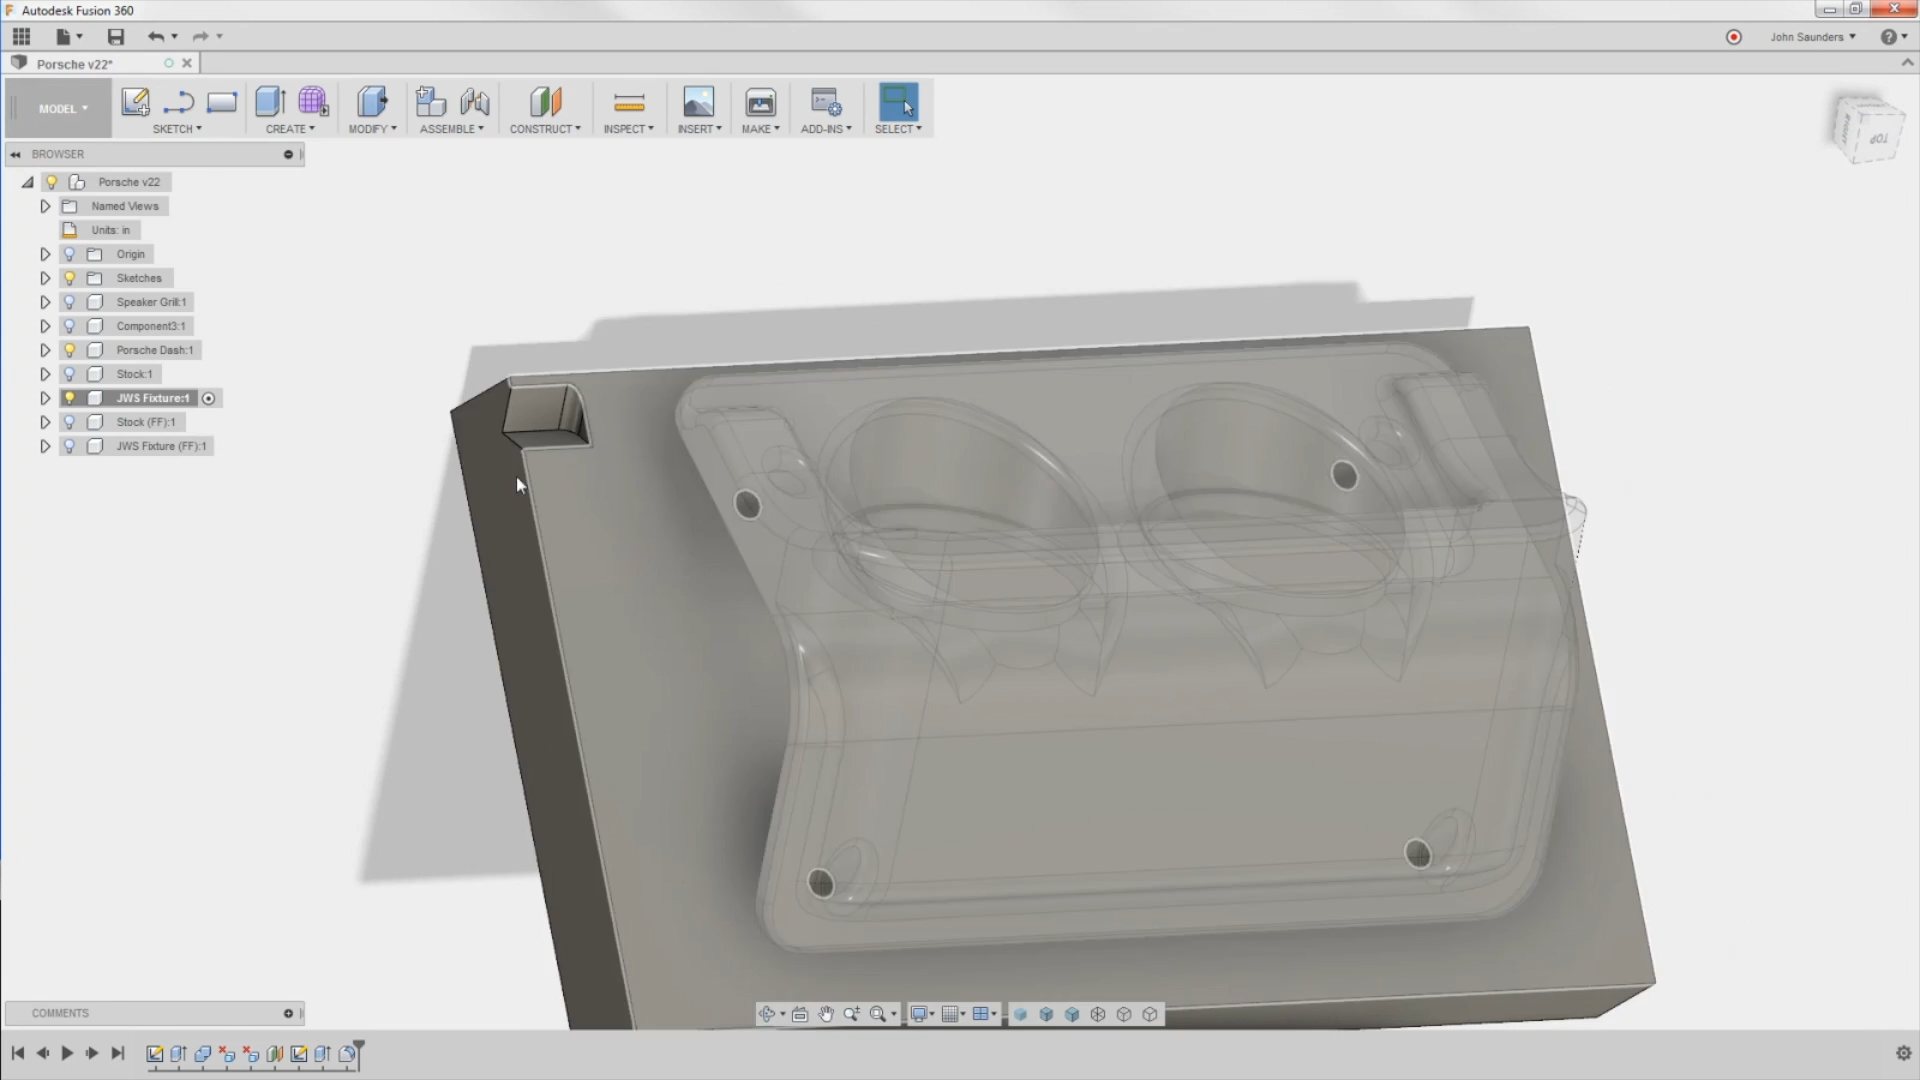 Autodesk Fusion 360
John Saunders
Porsche v22*
MODEL
SKETCH
CREATE
MODIFY
ASSEMBLE
CONSTRUCT
INSPECT
INSERT
MAKE
ADD-INS
SELECT
TOP
BROWSER
Porsche v22
Named Views
Units: in
Origin
Sketches
Speaker Grill:1
Component3:1
Porsche Dash:1
Stock:1
JWS Fixture:1
Stock (FF):1
JWS Fixture (FF):1
COMMENTS